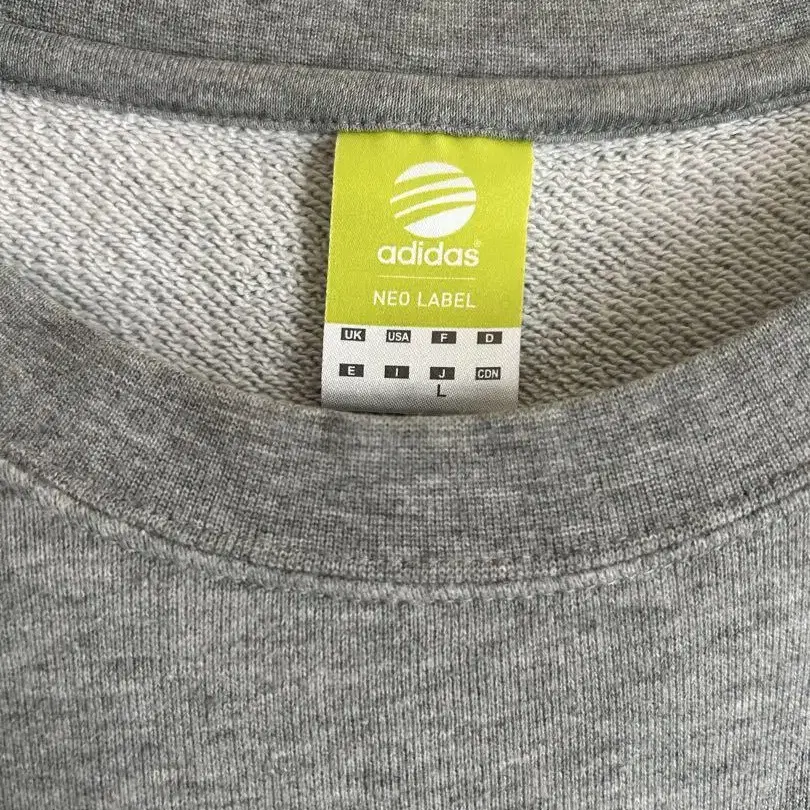 adidas®
NEO LABEL
UK USA F D
E I J CDN
L